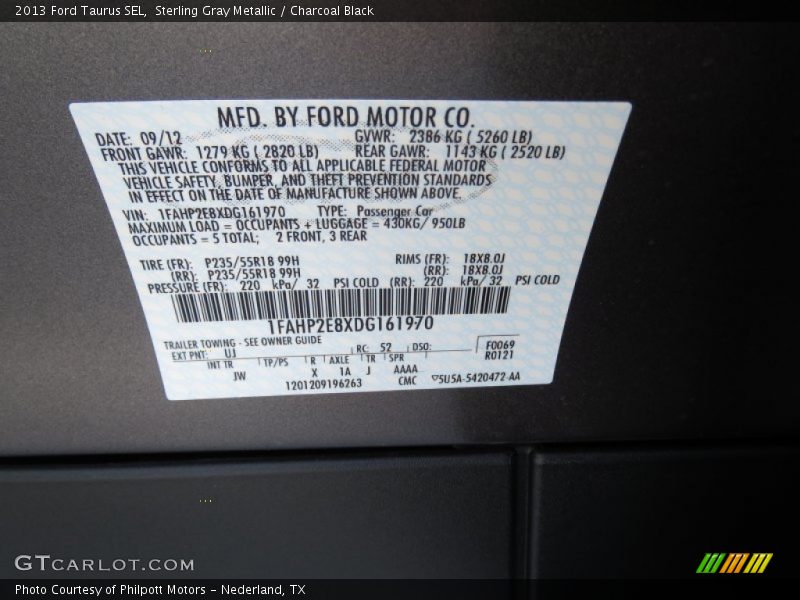 2013 Ford Taurus SEL,  Sterling Gray Metallic / Charcoal Black
MFD. BY FORD MOTOR CO.
DATE: 09/12 GVWR: 2386 KG ( 5260 LB)
FRONT GAWR: 1279 KG ( 2820 LB) REAR GAWR: 1143 KG ( 2520 LB)
THIS VEHICLE CONFORMS TO ALL APPLICABLE FEDERAL MOTOR
VEHICLE SAFETY, BUMPER, AND THEFT PREVENTION STANDARDS
IN EFFECT ON THE DATE OF MANUFACTURE SHOWN ABOVE.
VIN: 1FAHP2E8XDG161970 TYPE: Passenger Car
MAXIMUM LOAD = OCCUPANTS + LUGGAGE = 430KG/ 950LB
OCCUPANTS = 5 TOTAL; 2 FRONT, 3 REAR
TIRE (FR): P235/55R18 99H RIMS (FR): 18X8.0J
(RR): P235/55R18 99H (RR): 18X8.0J
PRESSURE (FR): 220 kPa/ 32 PSI COLD (RR): 220 kPa/ 32 PSI COLD
1FAHP2E8XDG161970
TRAILER TOWING - SEE OWNER GUIDE
EXT PNT: UJ RC: 52 DSO: F0069
R0121
INT TR TP/PS R AXLE TR SPR
JW X 1A J AAAA
1201209196263 CMC ▽5USA-5420472-AA
GTCARLOT.COM
Photo Courtesy of Philpott Motors - Nederland, TX